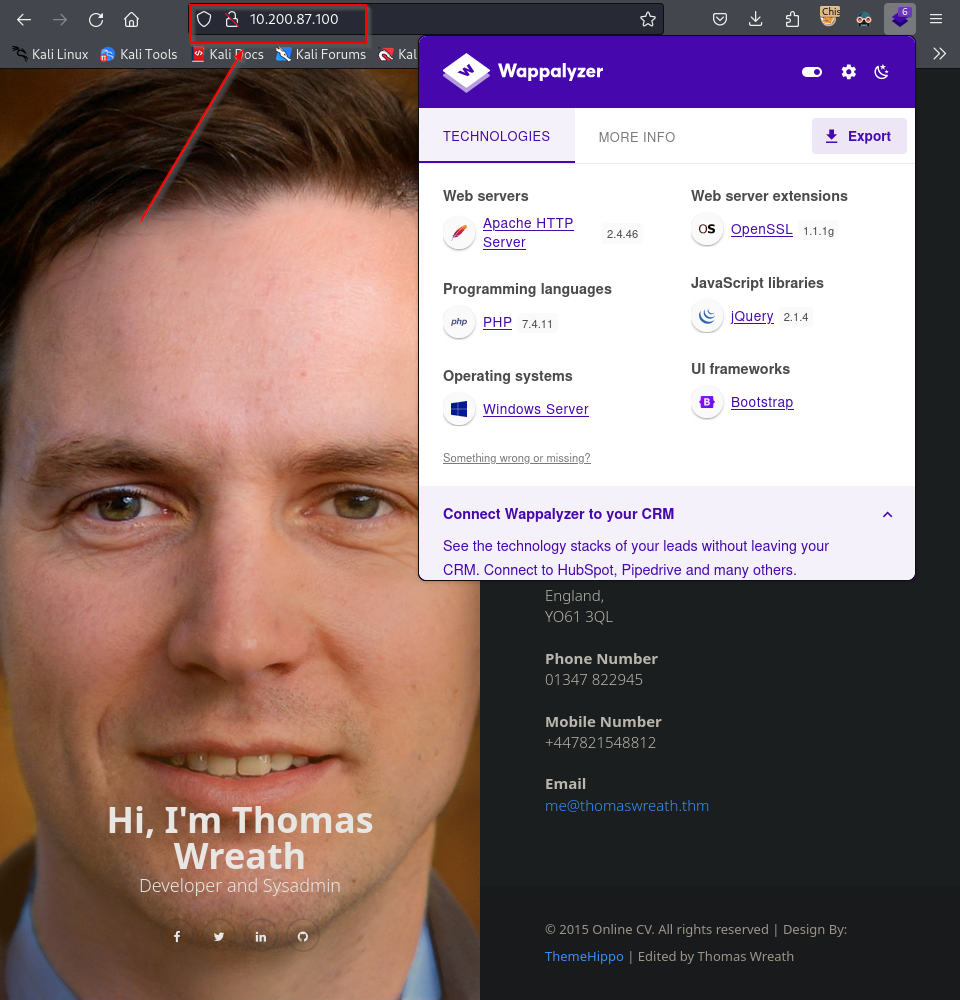 10.200.87.100
Chis
6
Kali Linux
Kali Tools
Kali Docs
Kali Forums
Kal
Wappalyzer
TECHNOLOGIES
MORE INFO
Export
Web servers
Apache HTTP
Server
2.4.46
Programming languages
php
PHP
7.4.11
Operating systems
Windows Server
Web server extensions
OS
OpenSSL
1.1.1g
JavaScript libraries
jQuery
2.1.4
UI frameworks
B
Bootstrap
Something wrong or missing?
Connect Wappalyzer to your CRM
See the technology stacks of your leads without leaving your
CRM. Connect to HubSpot, Pipedrive and many others.
England,
YO61 3QL
Phone Number
01347 822945
Mobile Number
+447821548812
Email
me@thomaswreath.thm
Hi, I'm Thomas
Wreath
Developer and Sysadmin
© 2015 Online CV. All rights reserved | Design By:
ThemeHippo | Edited by Thomas Wreath